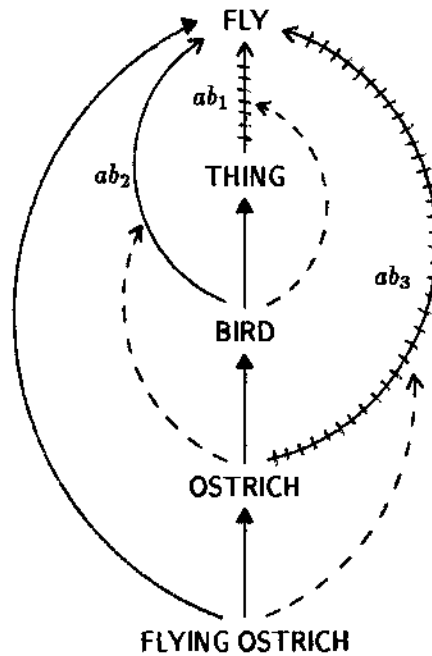 FLY
ab₁
THING
ab₂
ab₃
BIRD
OSTRICH
FLYING OSTRICH